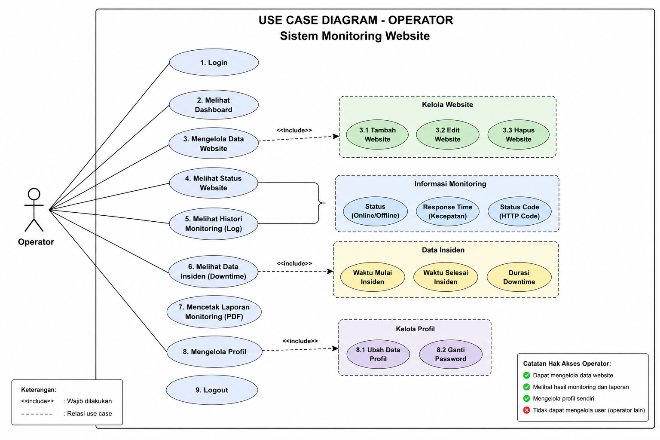 USE CASE DIAGRAM - OPERATOR
Sistem Monitoring Website
1. Login
2. Melihat
Dashboard
3. Mengelola Data
Website
4. Melihat Status
Website
5. Melihat Histori
Monitoring (Log)
6. Melihat Data
Insiden (Downtime)
7. Mencetak Laporan
Monitoring (PDF)
8. Mengelola Profil
9. Logout
Operator
<<include>>
Kelola Website
3.1 Tambah
Website
3.2 Edit
Website
3.3 Hapus
Website
Informasi Monitoring
Status
(Online/Offline)
Response Time
(Kecepatan)
Status Code
(HTTP Code)
<<include>>
Data Insiden
Waktu Mulai
Insiden
Waktu Selesai
Insiden
Durasi
Downtime
<<include>>
Kelola Profil
8.1 Ubah Data
Profil
8.2 Ganti
Password
Keterangan:
<<include>> : Wajib dilakukan
: Relasi use case
Catatan Hak Akses Operator:
Dapat mengelola data website
Melihat hasil monitoring dan laporan
Mengelola profil sendiri
Tidak dapat mengelola user (operator lain)